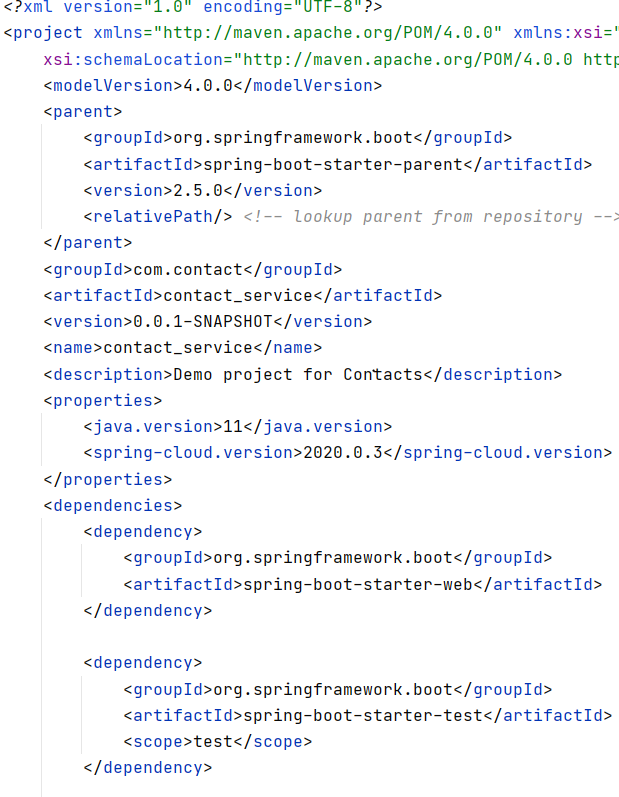 <?xml version="1.0" encoding="UTF-8"?>
<project xmlns="http://maven.apache.org/POM/4.0.0" xmlns:xsi="
xsi:schemaLocation="http://maven.apache.org/POM/4.0.0 http
<modelVersion>4.0.0</modelVersion>
<parent>
<groupId>org.springframework.boot</groupId>
<artifactId>spring-boot-starter-parent</artifactId>
<version>2.5.0</version>
<relativePath/> <!-- lookup parent from repository -->
</parent>
<groupId>com.contact</groupId>
<artifactId>contact_service</artifactId>
<version>0.0.1-SNAPSHOT</version>
<name>contact_service</name>
<description>Demo project for Contacts</description>
<properties>
<java.version>11</java.version>
<spring-cloud.version>2020.0.3</spring-cloud.version>
</properties>
<dependencies>
<dependency>
<groupId>org.springframework.boot</groupId>
<artifactId>spring-boot-starter-web</artifactId>
</dependency>
<dependency>
<groupId>org.springframework.boot</groupId>
<artifactId>spring-boot-starter-test</artifactId>
<scope>test</scope>
</dependency>